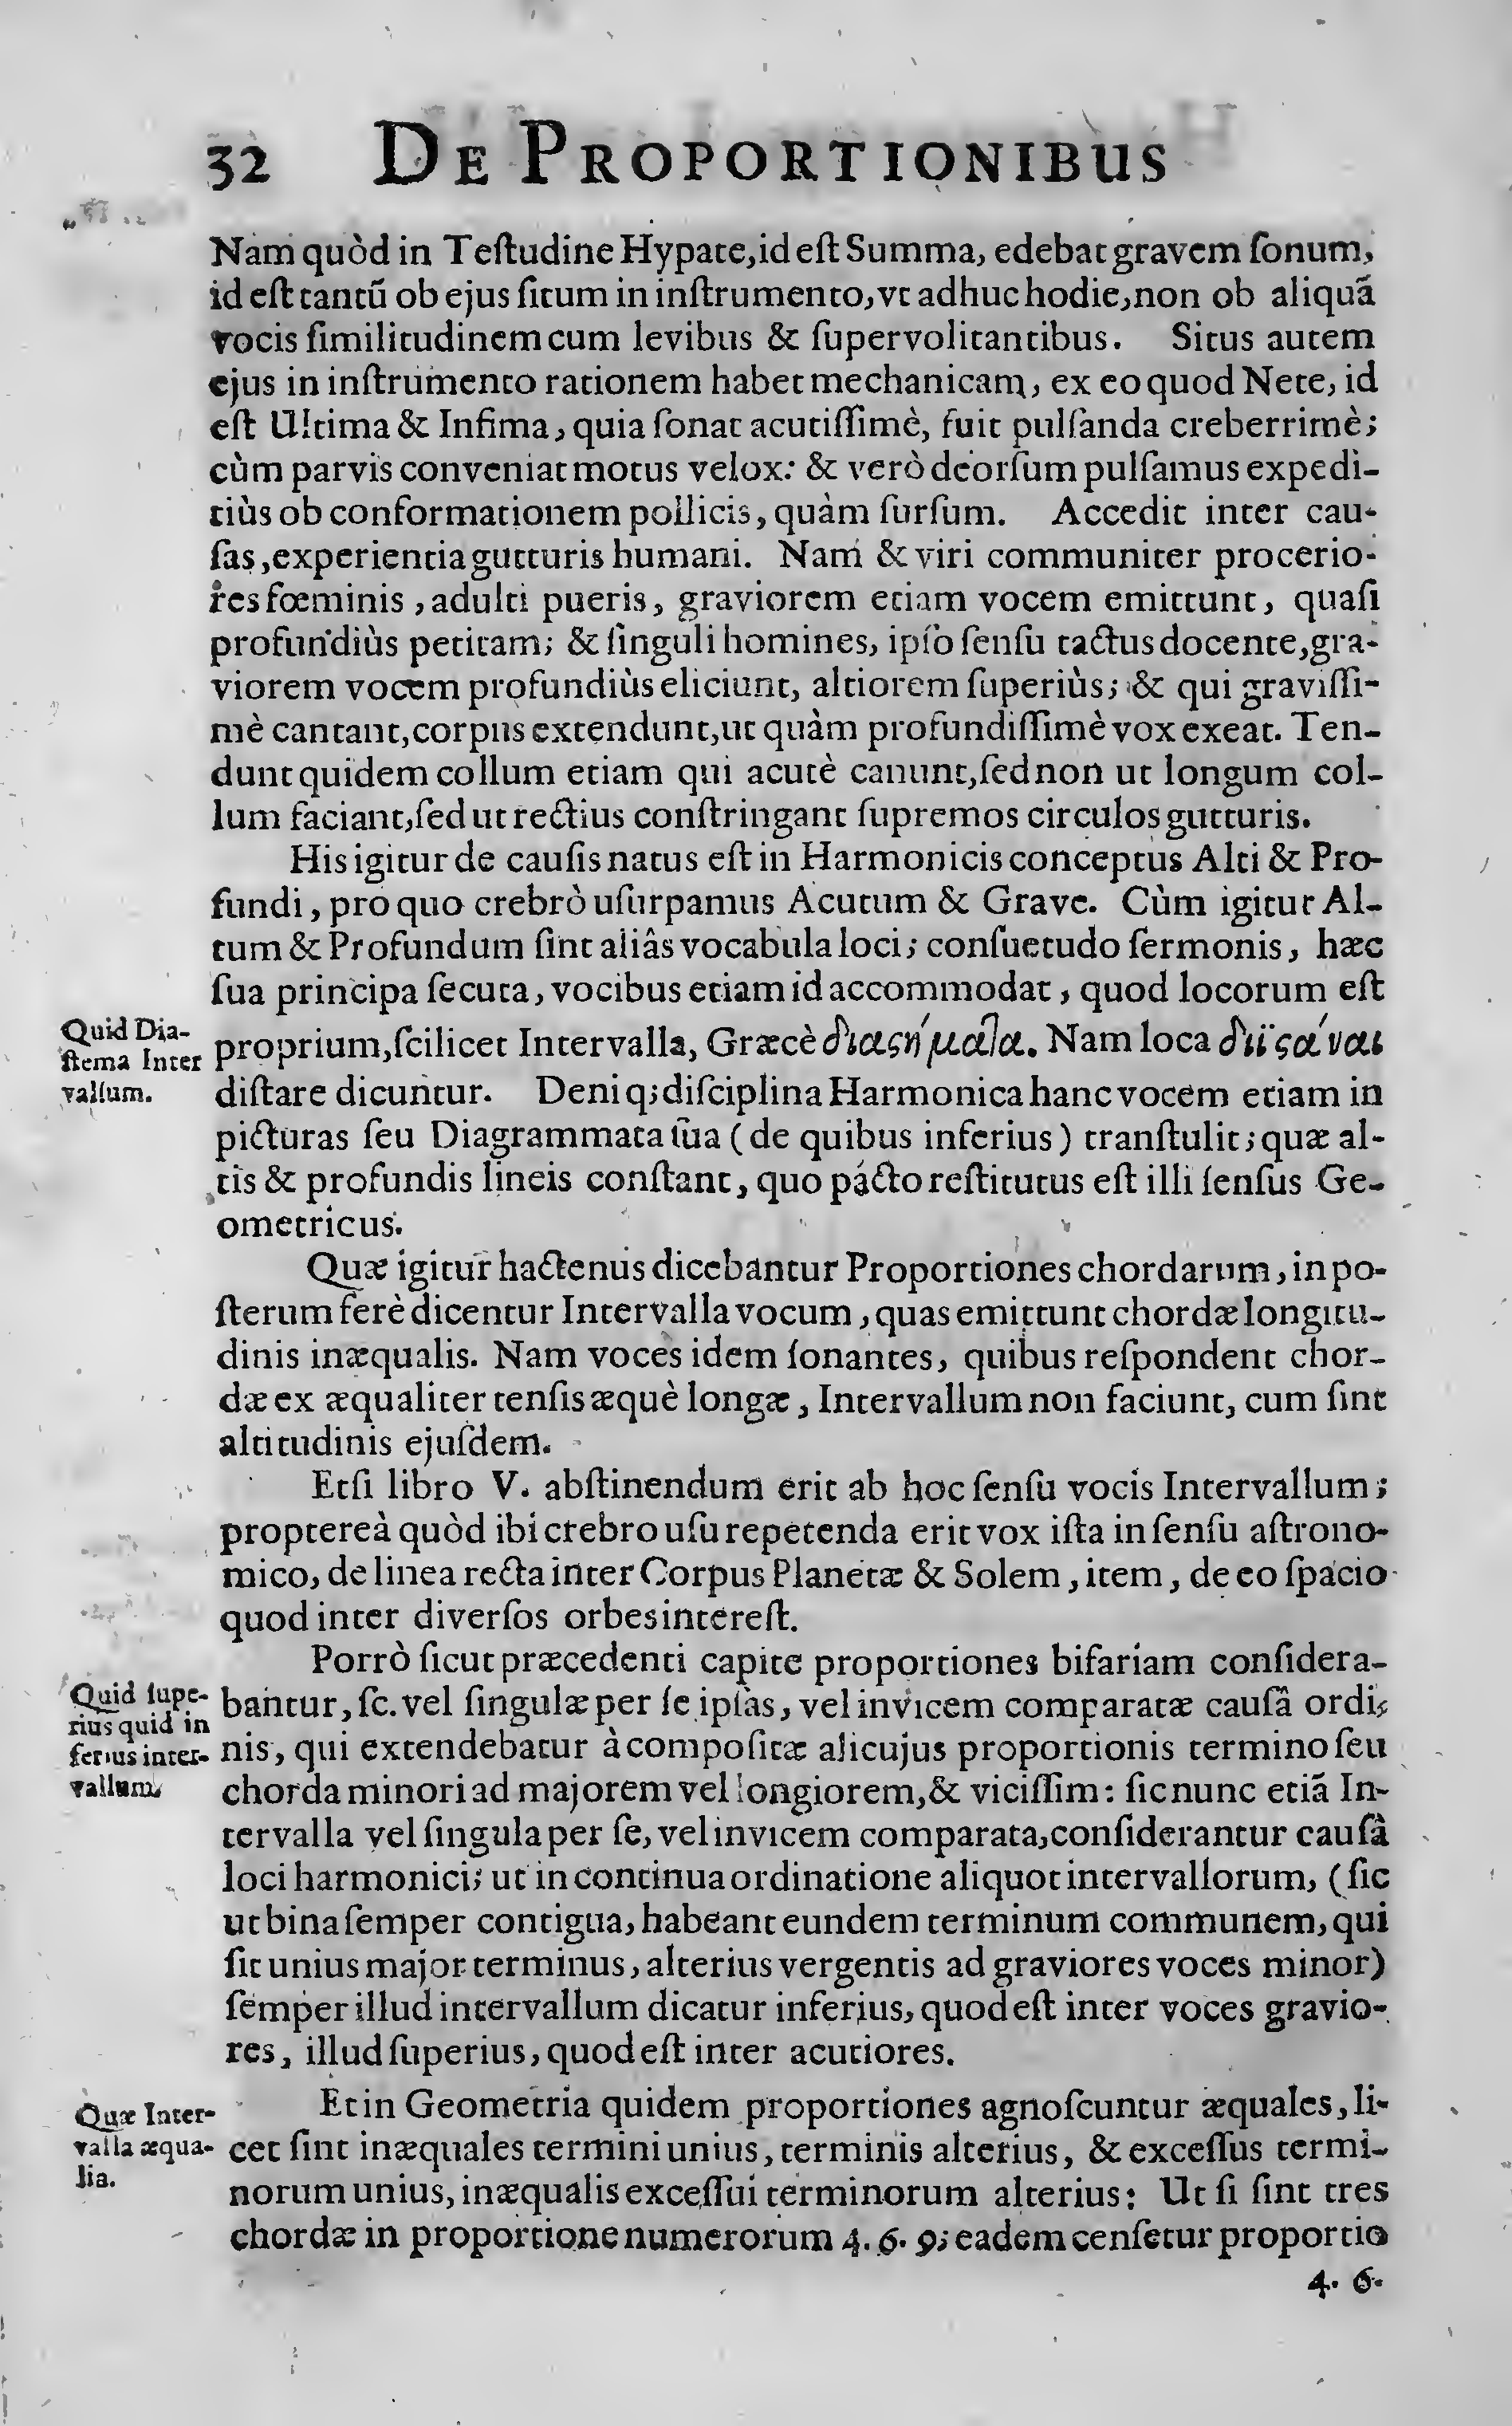 32 DE PROPORTIONIBUS
Nam quòd in Teſtudine Hypate, id eſt Summa, edebat gravem ſonum,
id eſt tantũ ob ejus ſitum in inſtrumento, vt adhuc hodie, non ob aliquã
vocis ſimilitudinem cum levibus & ſupervolitantibus. Situs autem
ejus in inſtrumento rationem habet mechanicam, ex eo quod Nete, id
eſt Ultima & Infima, quia ſonat acutiſſimè, fuit pulſanda creberrimè;
cùm parvis conveniat motus velox: & verò deorſum pulſamus expedi-
tiùs ob conformationem pollicis, quàm ſurſum. Accedit inter cau-
ſas, experientia gutturis humani. Nam & viri communiter procerio-
res fœminis, adulti pueris, graviorem etiam vocem emittunt, quaſi
profundiùs petitam; & ſinguli homines, ipſo ſenſu tactus docente, gra-
viorem vocem profundiùs eliciunt, altiorem ſuperiùs; & qui graviſſi-
mè cantant, corpus extendunt, ut quàm profundiſſimè vox exeat. Ten-
dunt quidem collum etiam qui acutè canunt, ſed non ut longum col-
lum faciant, ſed ut rectius conſtringant ſupremos circulos gutturis.
His igitur de cauſis natus eſt in Harmonicis conceptus Alti & Pro-
fundi, pro quo crebrò uſurpamus Acutum & Grave. Cùm igitur Al-
tum & Profundum ſint aliâs vocabula loci; conſuetudo ſermonis, hæc
ſua principa ſecuta, vocibus etiam id accommodat, quod locorum eſt
Quid Dia-
ſtema Inter
vallum.
proprium, ſcilicet Intervalla, Græcè διαϛήμαῖα. Nam loca διϊϛάναι
diſtare dicuntur. Deniq; diſciplina Harmonica hanc vocem etiam in
picturas ſeu Diagrammata ſua (de quibus inferius) tranſtulit; quæ al-
tis & profundis lineis conſtant, quo pácto reſtitutus eſt illi ſenſus Ge-
ometricus.
Quæ igitur hactenus dicebantur Proportiones chordarum, in po-
ſterum ferè dicentur Intervalla vocum, quas emittunt chordæ longitu-
dinis inæqualis. Nam voces idem ſonantes, quibus reſpondent chor-
dæ ex æqualiter tenſis æquè longæ, Intervallum non faciunt, cum ſint
altitudinis ejuſdem.
Etſi libro V. abſtinendum erit ab hoc ſenſu vocis Intervallum;
propterеà quòd ibi crebro uſu repetenda erit vox iſta in ſenſu aſtrono-
mico, de linea recta inter Corpus Planetæ & Solem, item, de eo ſpacio
quod inter diverſos orbes intereſt.
Porrò ſicut præcedenti capite proportiones bifariam conſidera-
Quid ſupe-
rius quid in
ferius inter-
vallum.
bantur, ſc. vel ſingulæ per ſe ipſas, vel invicem comparatæ cauſâ ordi-
nis, qui extendebatur à compoſitæ alicujus proportionis termino ſeu
chorda minori ad majorem vel longiorem, & viciſſim: ſic nunc etiã In-
tervalla vel ſingula per ſe, vel invicem comparata, conſiderantur cauſâ
loci harmonici; ut in continua ordinatione aliquot intervallorum, (ſic
ut bina ſemper contigua, habeant eundem terminum communem, qui
ſit unius major terminus, alterius vergentis ad graviores voces minor)
ſemper illud intervallum dicatur inferius, quod eſt inter voces gravio-
res, illud ſuperius, quod eſt inter acutiores.
Quæ Inter-
valla æqua-
lia.
Et in Geometria quidem proportiones agnoſcuntur æquales, li-
cet ſint inæquales termini unius, terminis alterius, & exceſſus termi-
norum unius, inæqualis exceſſui terminorum alterius: Ut ſi ſint tres
chordæ in proportione numerorum 4. 6. 9; eadem cenſetur proportio
4. 6.